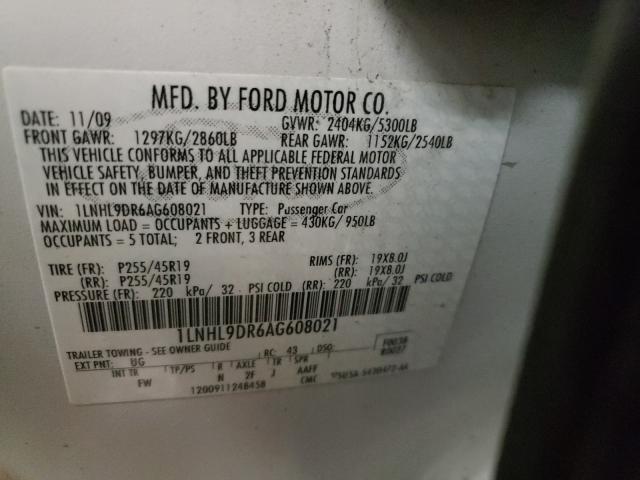 MFD. BY FORD MOTOR CO.
DATE: 11/09 GVWR: 2404KG/5300LB
FRONT GAWR: 1297KG/2860LB REAR GAWR: 1152KG/2540LB
THIS VEHICLE CONFORMS TO ALL APPLICABLE FEDERAL MOTOR
VEHICLE SAFETY, BUMPER, AND THEFT PREVENTION STANDARDS
IN EFFECT ON THE DATE OF MANUFACTURE SHOWN ABOVE.
VIN: 1LNHL9DR6AG608021 TYPE: Passenger Car
MAXIMUM LOAD = OCCUPANTS + LUGGAGE = 430KG/950LB
OCCUPANTS = 5 TOTAL; 2 FRONT, 3 REAR
TIRE (FR): P255/45R19 RIMS (FR): 19X8.0J
(RR): P255/45R19 (RR): 19X8.0J
PRESSURE (FR): 220 kPa/ 32 PSI COLD (RR): 220 kPa/ 32 PSI COLD
1LNHL9DR6AG608021
TRAILER TOWING - SEE OWNER GUIDE RC: 43 DSO: F0038
EXT PNT: UG R0027
INT TR TP/PS R AXLE TR SPR
FW N 2F J AAFF
1200911248458 CMC